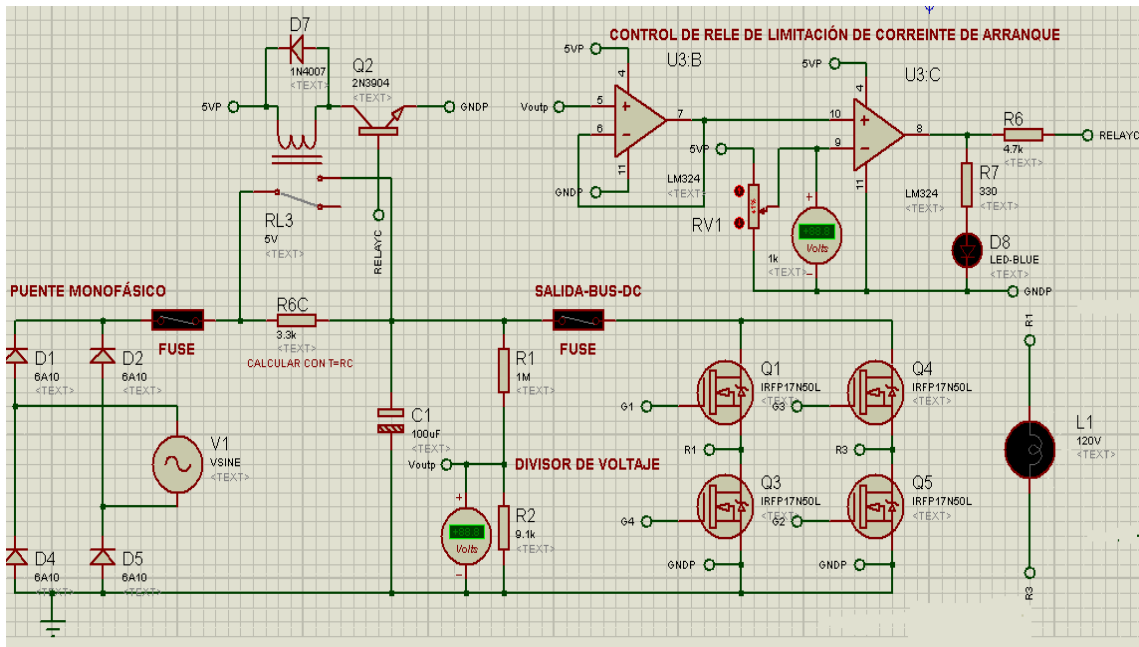 D7
1N4007
<TEXT>
Q2
2N3904
<TEXT>
5VP
GNDP
RL3
5V
<TEXT>
RELAYC
CONTROL DE RELE DE LIMITACIÓN DE CORREINTE DE ARRANQUE
5VP
U3:B
4
Voutp
5
6
7
11
GNDP
LM324
<TEXT>
5VP
U3:C
4
10
9
8
11
LM324
<TEXT>
5VP
RV1
1k
<TEXT>
Volts
R6
4.7k
<TEXT>
RELAYC
R7
330
<TEXT>
D8
LED-BLUE
<TEXT>
GNDP
PUENTE MONOFÁSICO
FUSE
R6C
3.3k
<TEXT>
CALCULAR CON T=RC
SALIDA-BUS-DC
FUSE
D1
6A10
<TEXT>
D2
6A10
<TEXT>
V1
VSINE
<TEXT>
D4
6A10
<TEXT>
D5
6A10
<TEXT>
C1
100uF
<TEXT>
R1
1M
<TEXT>
Voutp
DIVISOR DE VOLTAJE
Volts
R2
9.1k
<TEXT>
Q1
IRFP17N50L
<TEXT>
G1
Q4
IRFP17N50L
<TEXT>
G3
R1
R3
Q3
IRFP17N50L
<TEXT>
G4
Q5
IRFP17N50L
<TEXT>
G2
GNDP
GNDP
R1
L1
120V
<TEXT>
R3